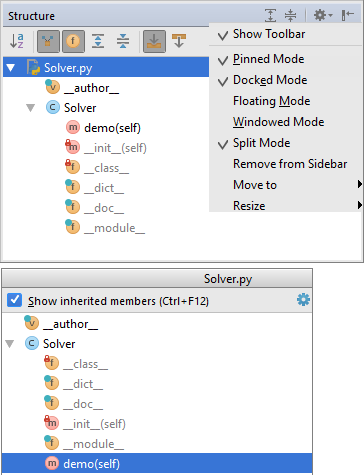 Structure
Show Toolbar
Pinned Mode
Docked Mode
Floating Mode
Windowed Mode
Split Mode
Remove from Sidebar
Move to
Resize
Solver.py
__author__
Solver
demo(self)
__init__(self)
__class__
__dict__
__doc__
__module__
Solver.py
Show inherited members (Ctrl+F12)
__author__
Solver
__class__
__dict__
__doc__
__init__(self)
__module__
demo(self)